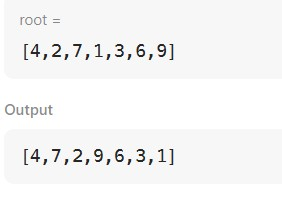 root =
[4,2,7,1,3,6,9]
Output
[4,7,2,9,6,3,1]